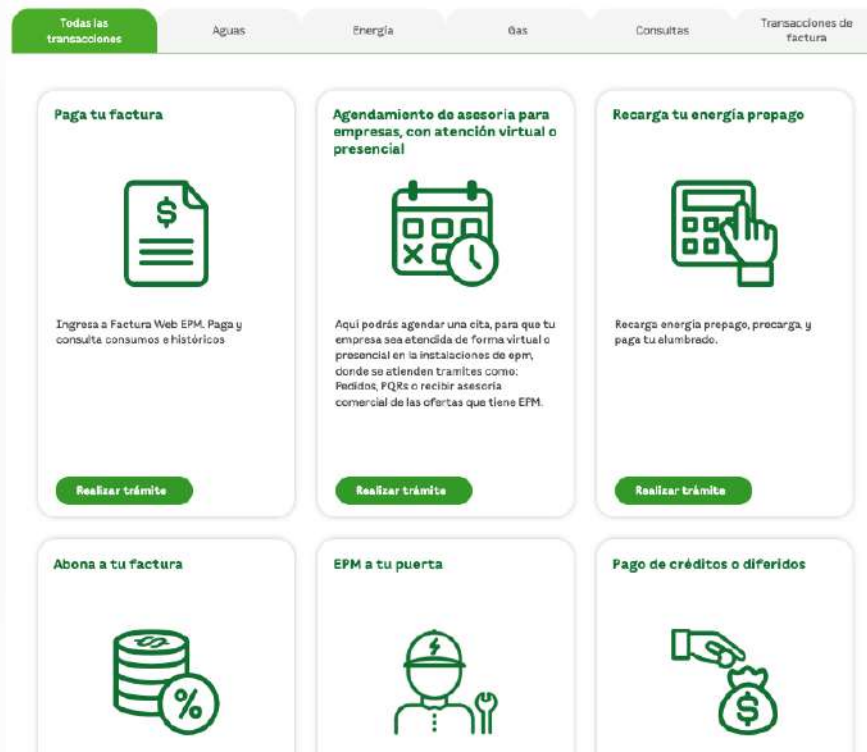 Todas las
transacciones
Aguas
Energía
Gas
Consultas
Transacciones de
factura
Paga tu factura
$
Ingresa a Factura Web EPM. Paga y
consulta consumos e históricos
Realizar trámite
Agendamiento de asesoría para
empresas, con atención virtual o
presencial
Aquí podrás agendar una cita, para que tu
empresa sea atendida de forma virtual o
presencial en la instalaciones de epm,
donde se atienden tramites como:
Pedidos, PQRs o recibir asesoría
comercial de las ofertas que tiene EPM.
Realizar trámite
Recarga tu energía prepago
Recarga energía prepago, precarga, y
paga tu alumbrado.
Realizar trámite
Abona a tu factura
$
%
EPM a tu puerta
Pago de créditos o diferidos
$